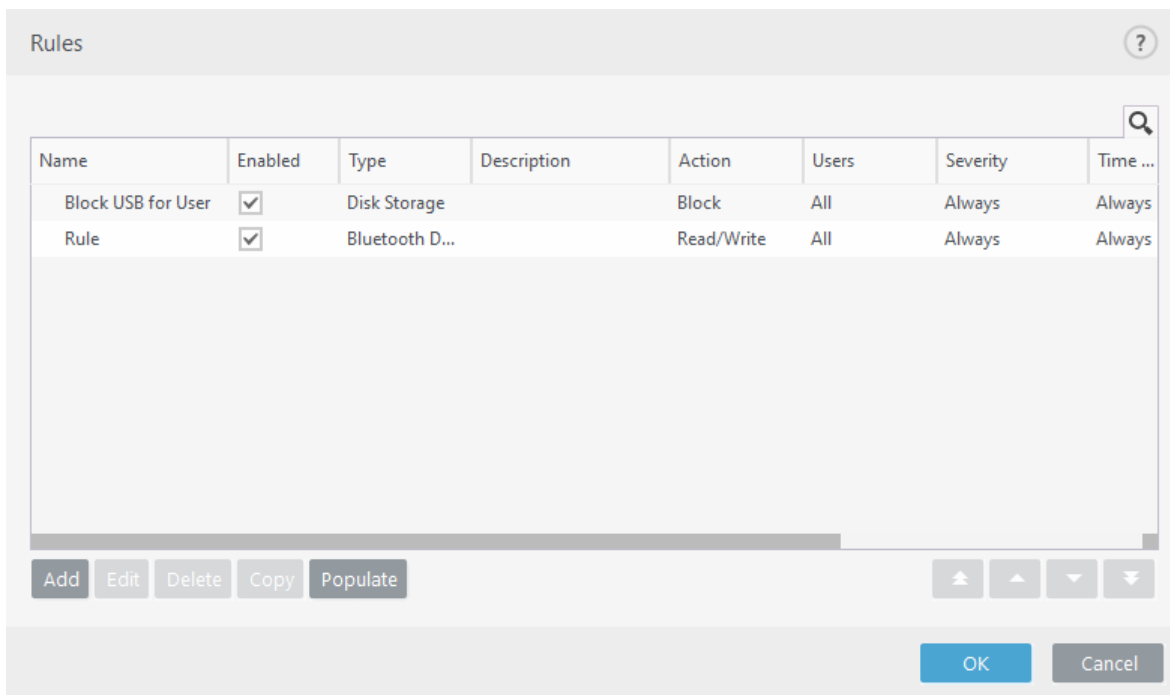 Rules ?
Name Enabled Type Description Action Users Severity Time ...
Block USB for User Disk Storage Block All Always Always
Rule Bluetooth D... Read/Write All Always Always
Add Edit Delete Copy Populate
OK Cancel